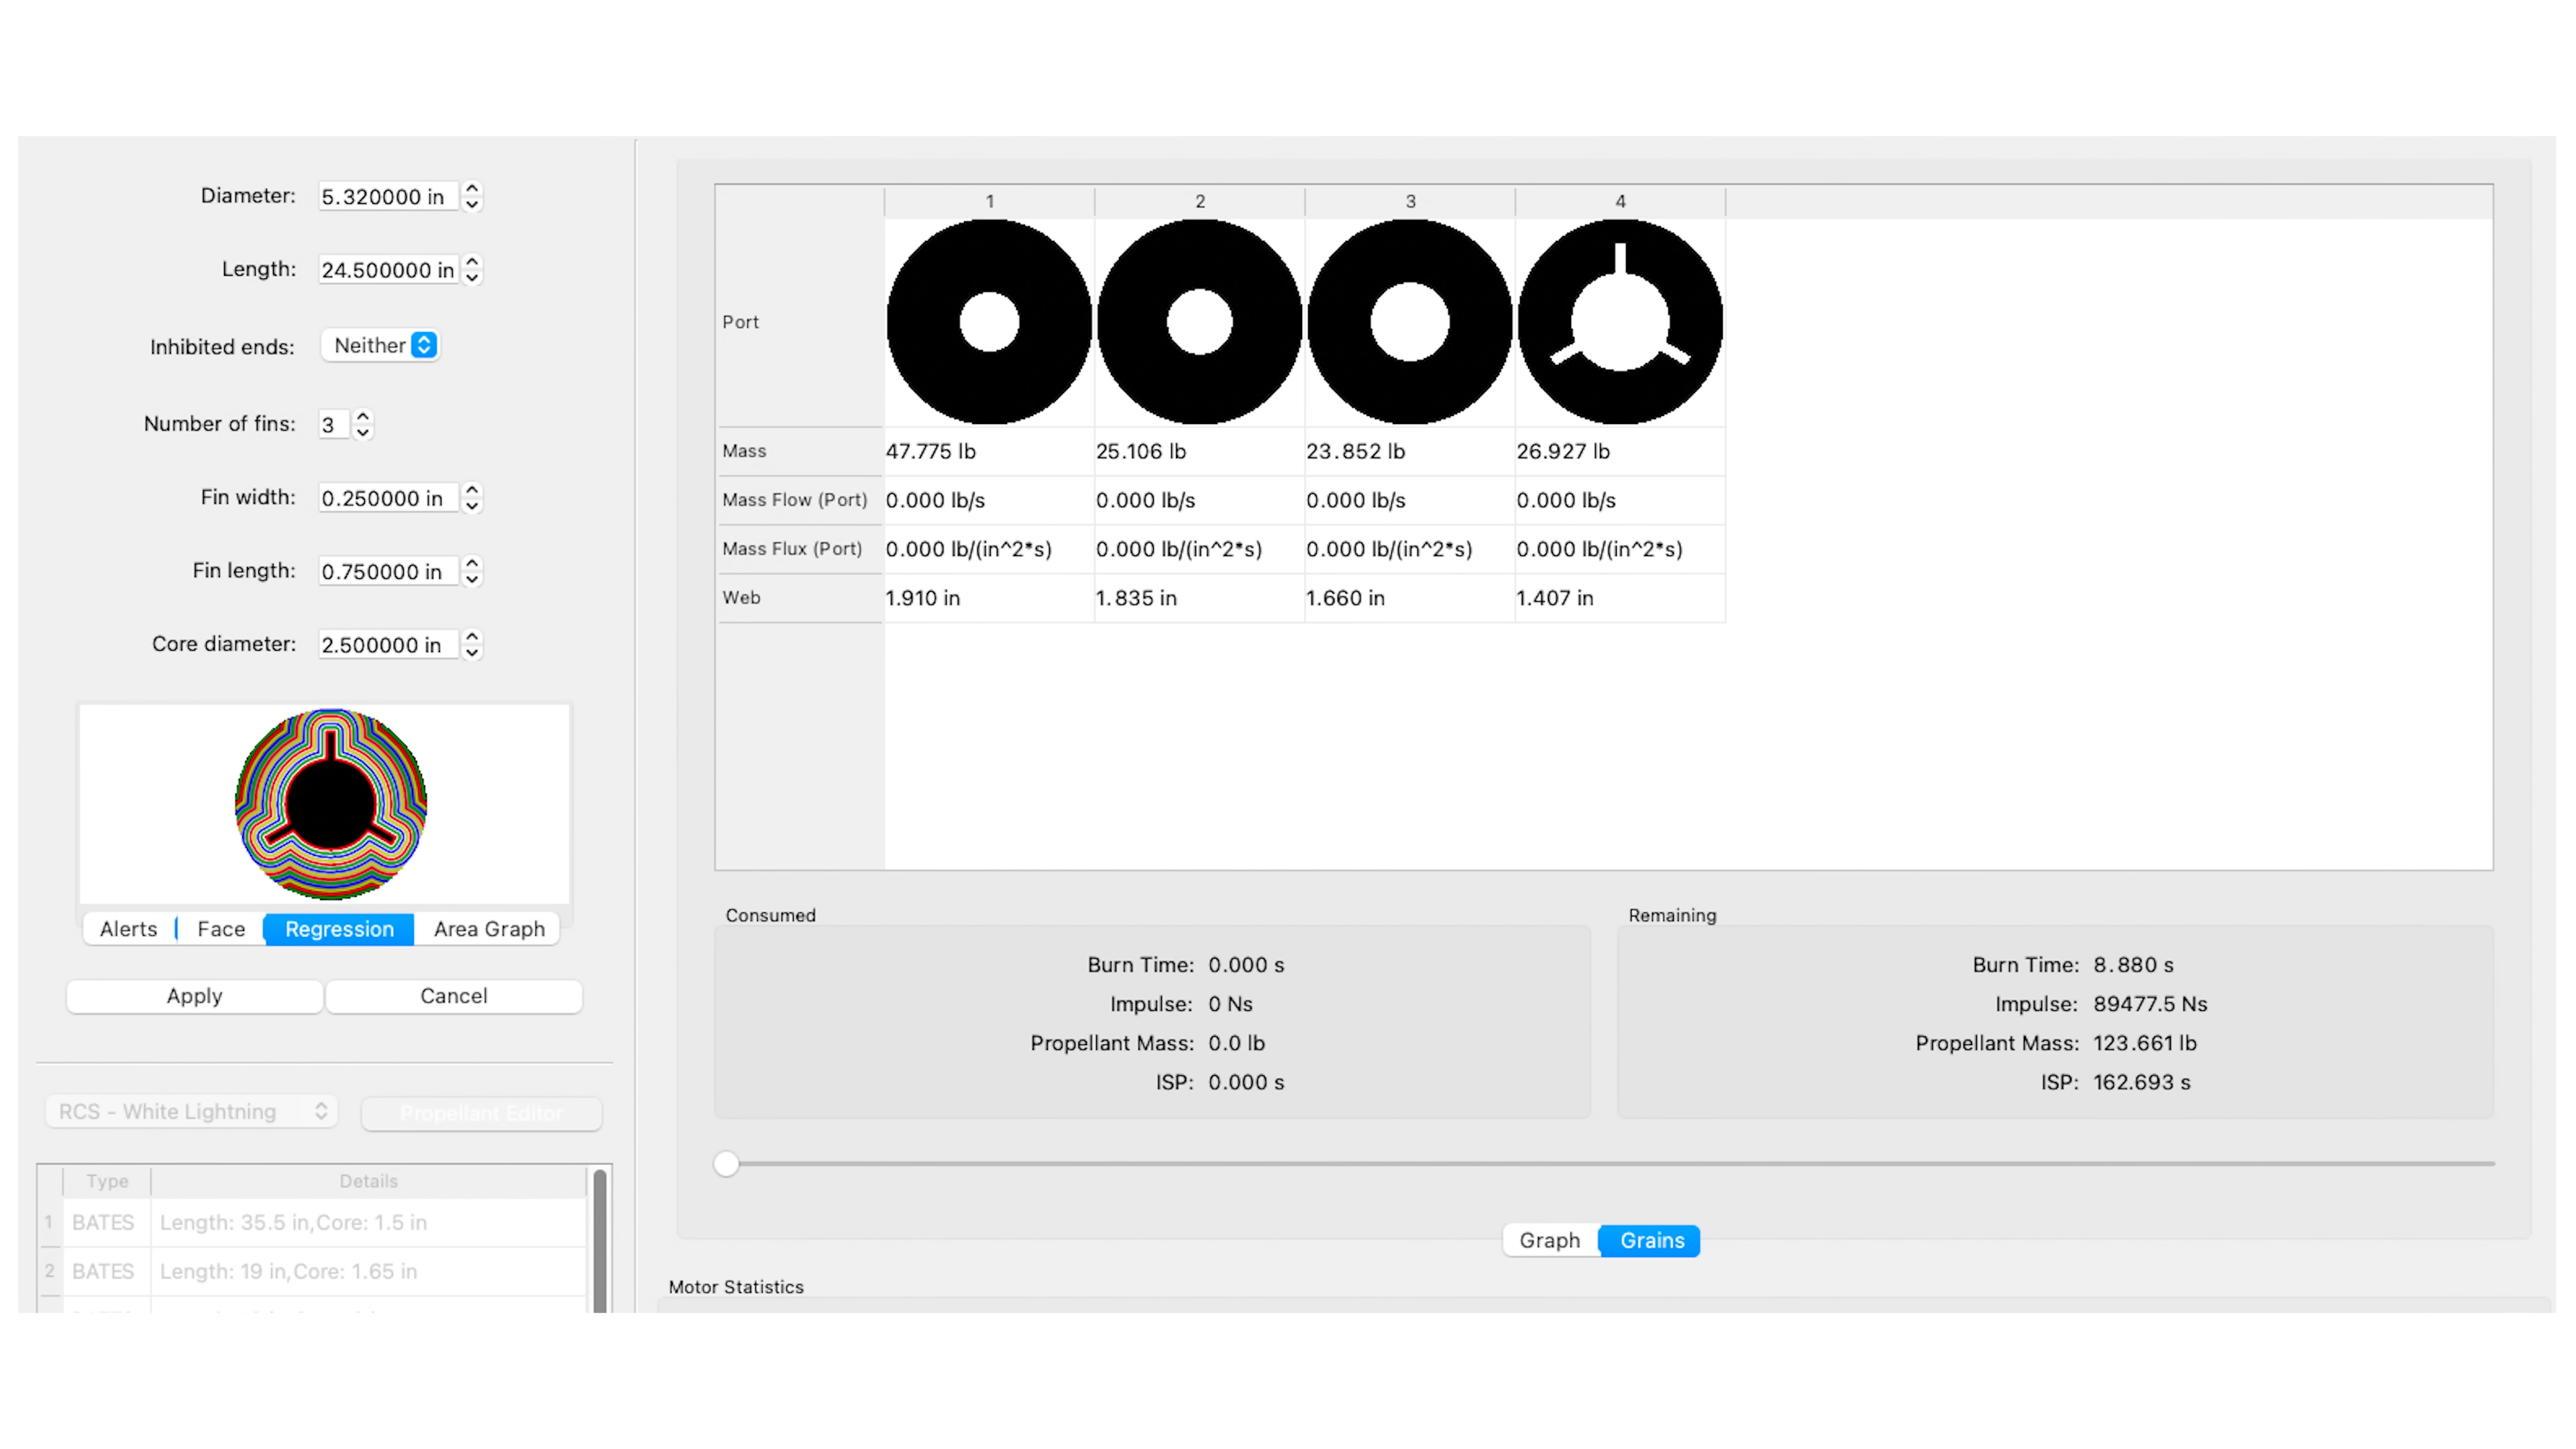 Diameter: 5.320000 in
Length: 24.500000 in
Inhibited ends: Neither
Number of fins: 3
Fin width: 0.250000 in
Fin length: 0.750000 in
Core diameter: 2.500000 in
Alerts Face Regression Area Graph
Apply Cancel
RCS - White Lightning Propellant Editor
Type Details
1 BATES Length: 35.5 in,Core: 1.5 in
2 BATES Length: 19 in,Core: 1.65 in
1 2 3 4
Port
Mass 47.775 lb 25.106 lb 23.852 lb 26.927 lb
Mass Flow (Port) 0.000 lb/s 0.000 lb/s 0.000 lb/s 0.000 lb/s
Mass Flux (Port) 0.000 lb/(in^2*s) 0.000 lb/(in^2*s) 0.000 lb/(in^2*s) 0.000 lb/(in^2*s)
Web 1.910 in 1.835 in 1.660 in 1.407 in
Consumed
Burn Time: 0.000 s
Impulse: 0 Ns
Propellant Mass: 0.0 lb
ISP: 0.000 s
Remaining
Burn Time: 8.880 s
Impulse: 89477.5 Ns
Propellant Mass: 123.661 lb
ISP: 162.693 s
Graph Grains
Motor Statistics